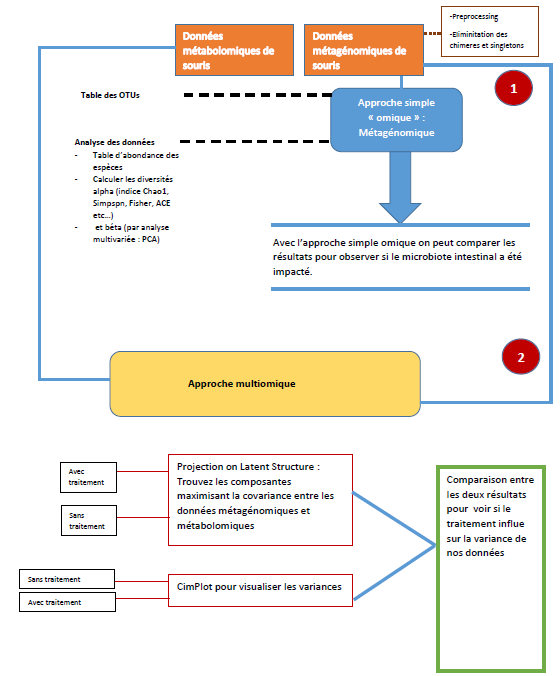 Données
métabolomiques de
souris
Données
métagénomiques de
souris
-Preprocessing
-Eliminitation des
chimeres et singletons
1
Table des OTUs
Approche simple
« omique » :
Métagénomique
Analyse des données
- Table d’abondance des
espèces
- Calculer les diversités
alpha (indice Chao1,
Simpspn, Fisher, ACE
etc…)
- et béta (par analyse
multivariée : PCA)
Avec l’approche simple omique on peut comparer les
résultats pour observer si le microbiote intestinal a été
impacté.
2
Approche multiomique
Avec
traitement
Sans
traitement
Projection on Latent Structure :
Trouvez les composantes
maximisant la covariance entre les
données métagénomiques et
métabolomiques
Sans traitement
Avec traitement
CimPlot pour visualiser les variances
Comparaison entre
les deux résultats
pour voir si le
traitement influe
sur la variance de
nos données